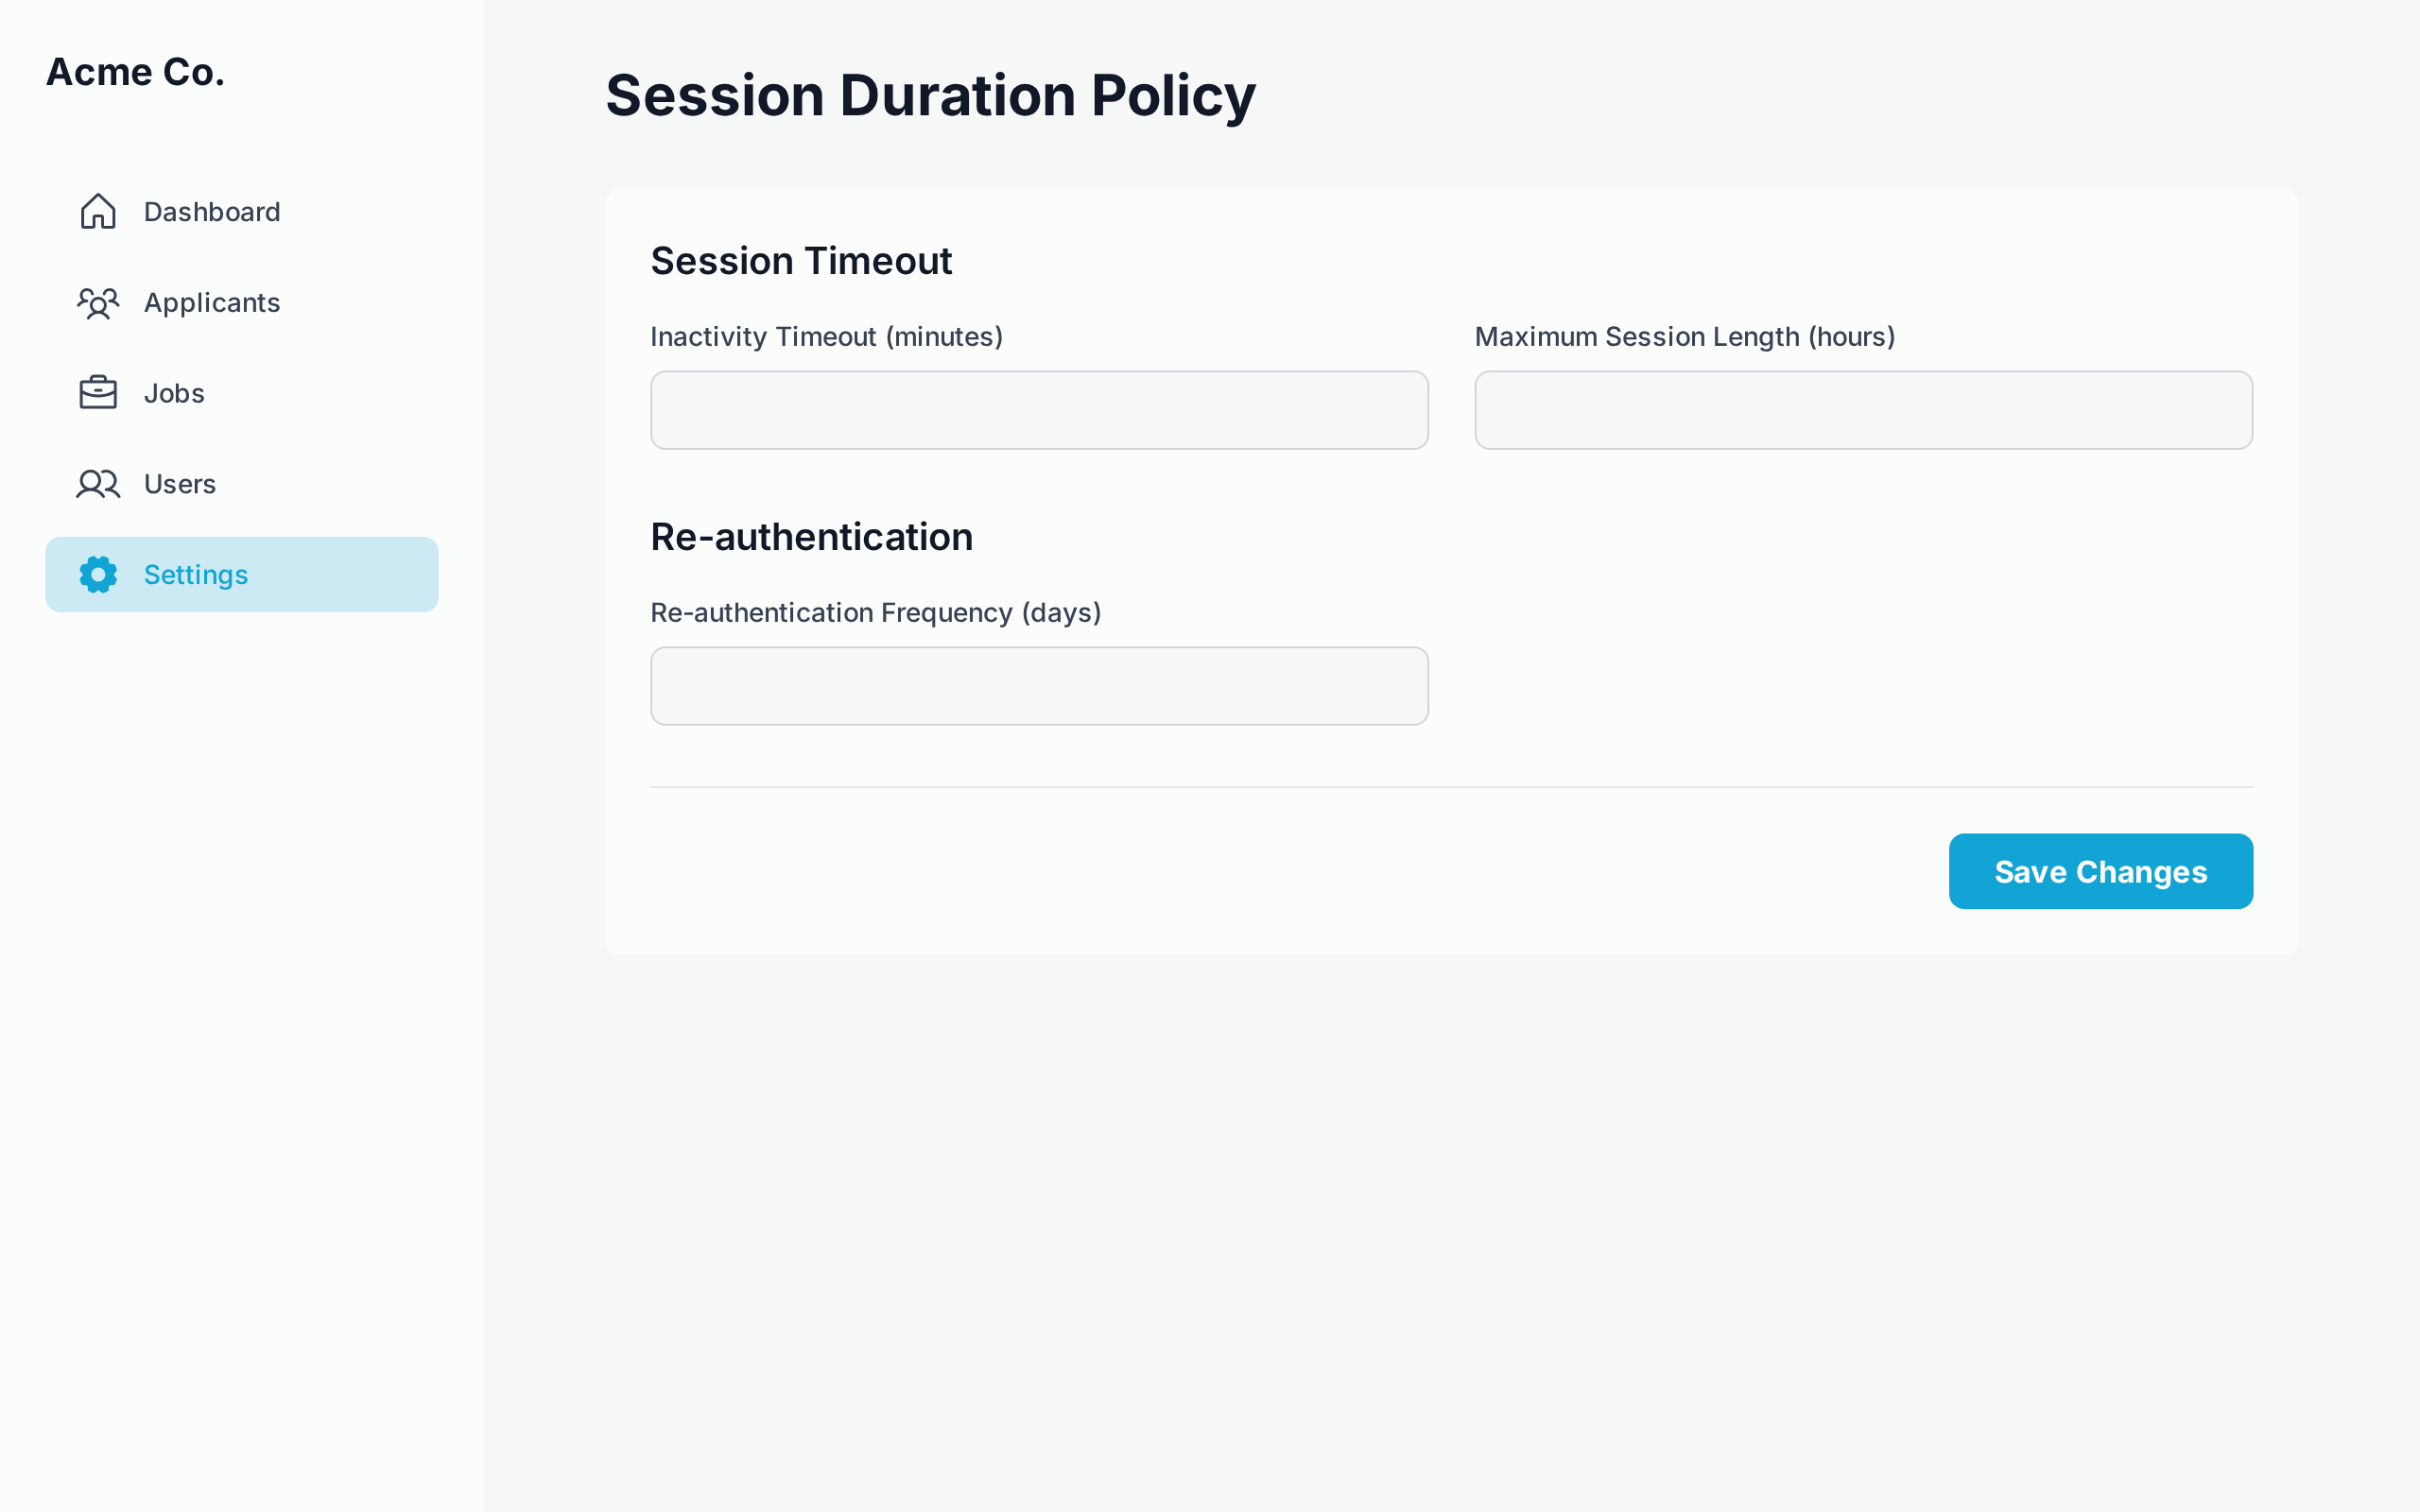 Acme Co.
Dashboard
Applicants
Jobs
Users
Settings
Session Duration Policy
Session Timeout
Inactivity Timeout (minutes)
Maximum Session Length (hours)
Re-authentication
Re-authentication Frequency (days)
Save Changes